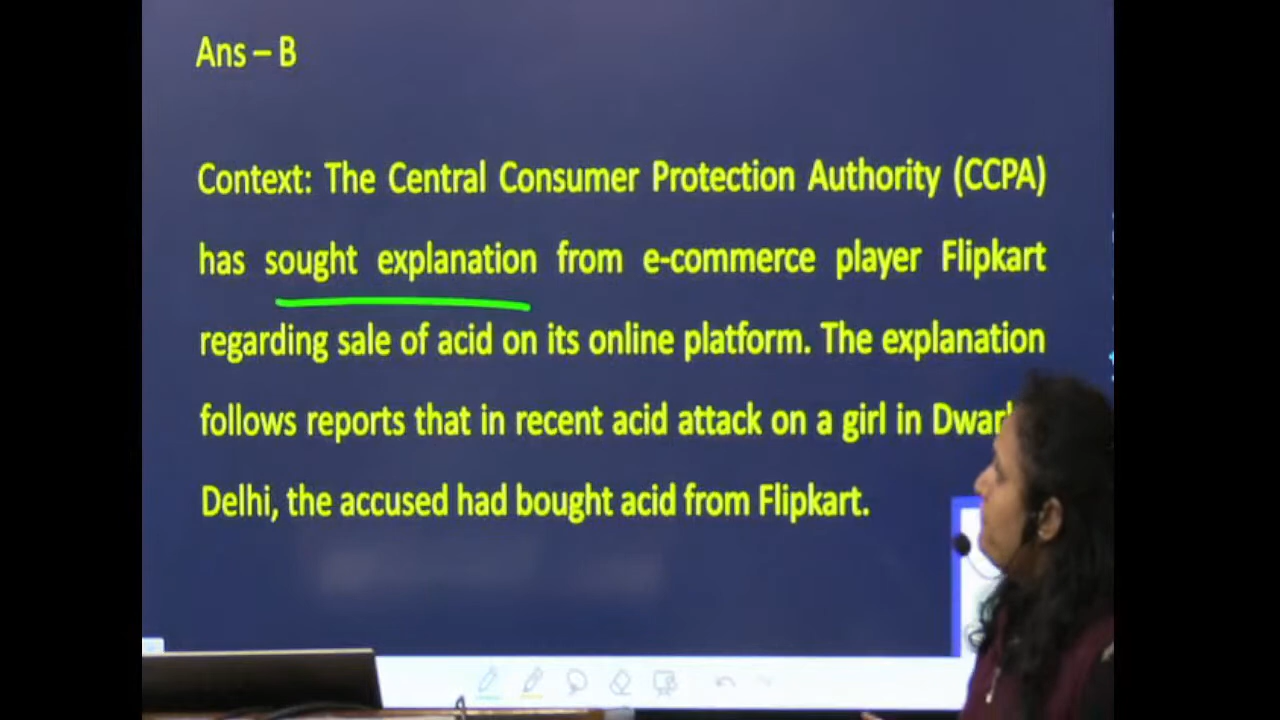 Ans – B
Context: The Central Consumer Protection Authority (CCPA)
has sought explanation from e-commerce player Flipkart
regarding sale of acid on its online platform. The explanation
follows reports that in recent acid attack on a girl in
Delhi, the accused had bought acid from Flipkart.